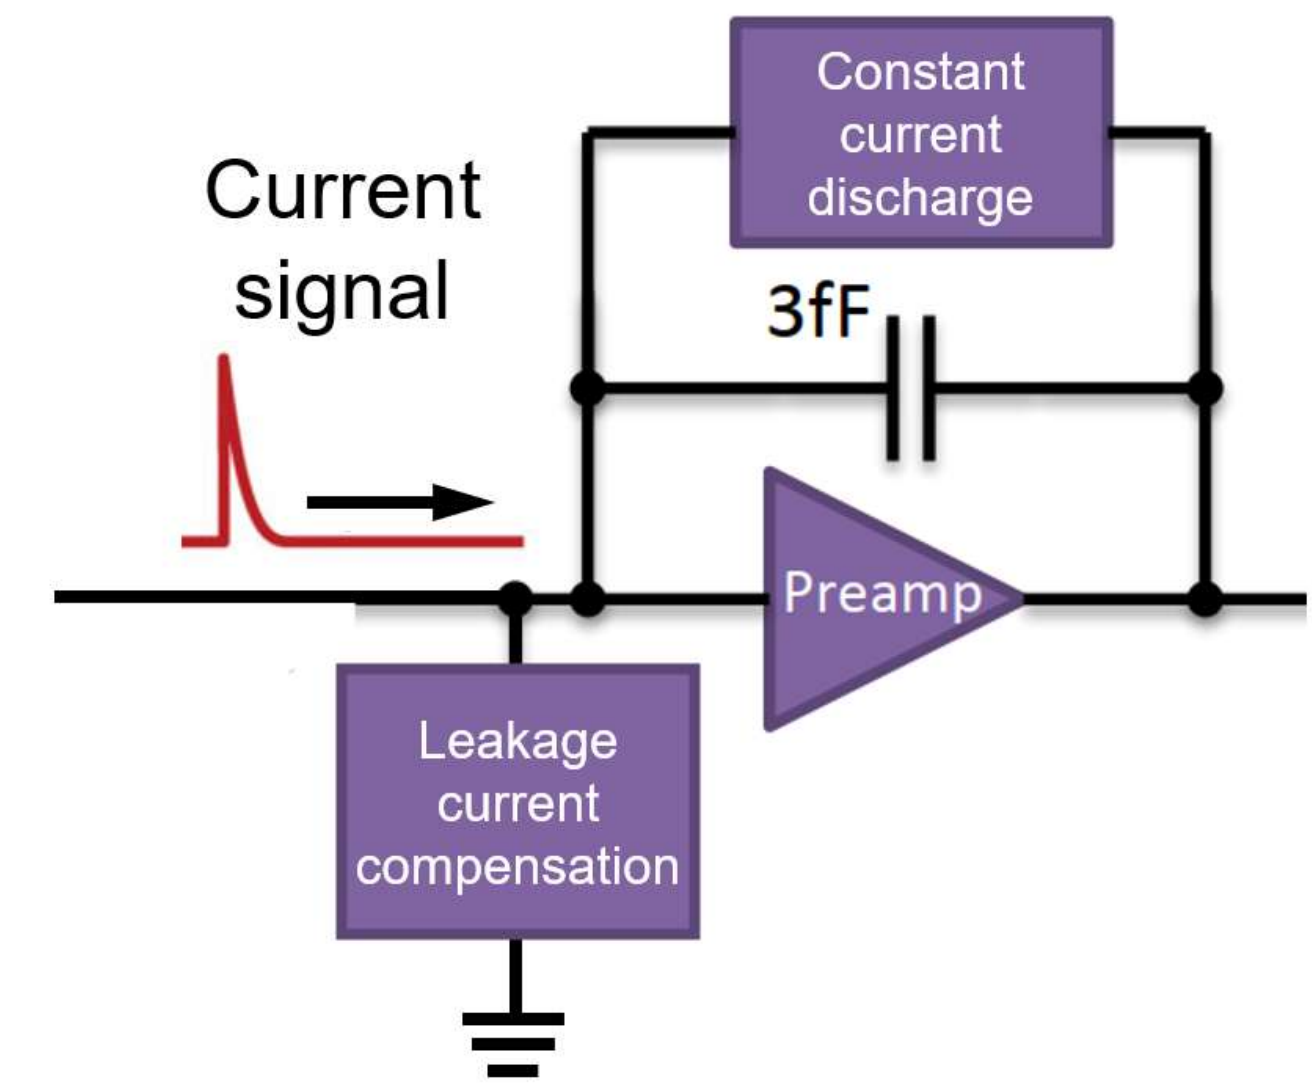 Constant
current
discharge
Current
signal
3fF
Preamp
Leakage
current
compensation